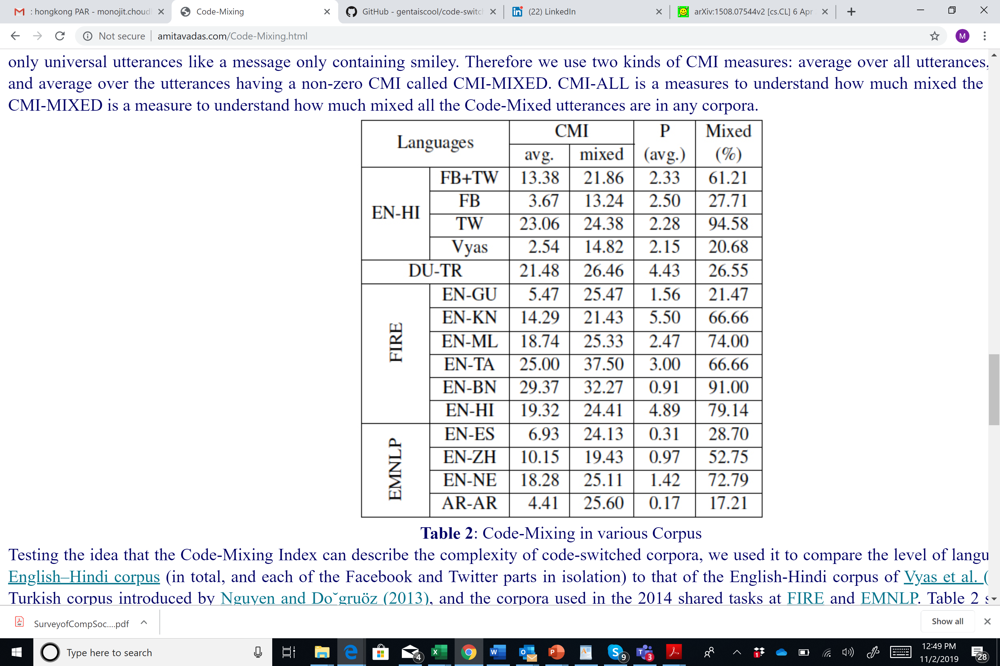 : hongkong PAR - monojit.choud
Code-Mixing
GitHub - gentaiscool/code-switch
(22) LinkedIn
arXiv:1508.07544v2 [cs.CL] 6 Apr
Not secure
amitavadas.com/Code-Mixing.html
M
only universal utterances like a message only containing smiley. Therefore we use two kinds of CMI measures: average over all utterances,
and average over the utterances having a non-zero CMI called CMI-MIXED. CMI-ALL is a measures to understand how much mixed the
CMI-MIXED is a measure to understand how much mixed all the Code-Mixed utterances are in any corpora.
Languages CMI P Mixed
avg. mixed (avg.) (%)
EN-HI
FB+TW 13.38 21.86 2.33 61.21
FB 3.67 13.24 2.50 27.71
TW 23.06 24.38 2.28 94.58
Vyas 2.54 14.82 2.15 20.68
DU-TR 21.48 26.46 4.43 26.55
FIRE
EN-GU 5.47 25.47 1.56 21.47
EN-KN 14.29 21.43 5.50 66.66
EN-ML 18.74 25.33 2.47 74.00
EN-TA 25.00 37.50 3.00 66.66
EN-BN 29.37 32.27 0.91 91.00
EN-HI 19.32 24.41 4.89 79.14
EMNLP
EN-ES 6.93 24.13 0.31 28.70
EN-ZH 10.15 19.43 0.97 52.75
EN-NE 18.28 25.11 1.42 72.79
AR-AR 4.41 25.60 0.17 17.21
Table 2: Code-Mixing in various Corpus
Testing the idea that the Code-Mixing Index can describe the complexity of code-switched corpora, we used it to compare the level of langu
English–Hindi corpus (in total, and each of the Facebook and Twitter parts in isolation) to that of the English-Hindi corpus of Vyas et al. (
Turkish corpus introduced by Nguyen and Do˘gruöz (2013), and the corpora used in the 2014 shared tasks at FIRE and EMNLP. Table 2 s
SurveyofCompSoc....pdf
Show all
Type here to search
4
9
3
1
12:49 PM
11/2/2019
28